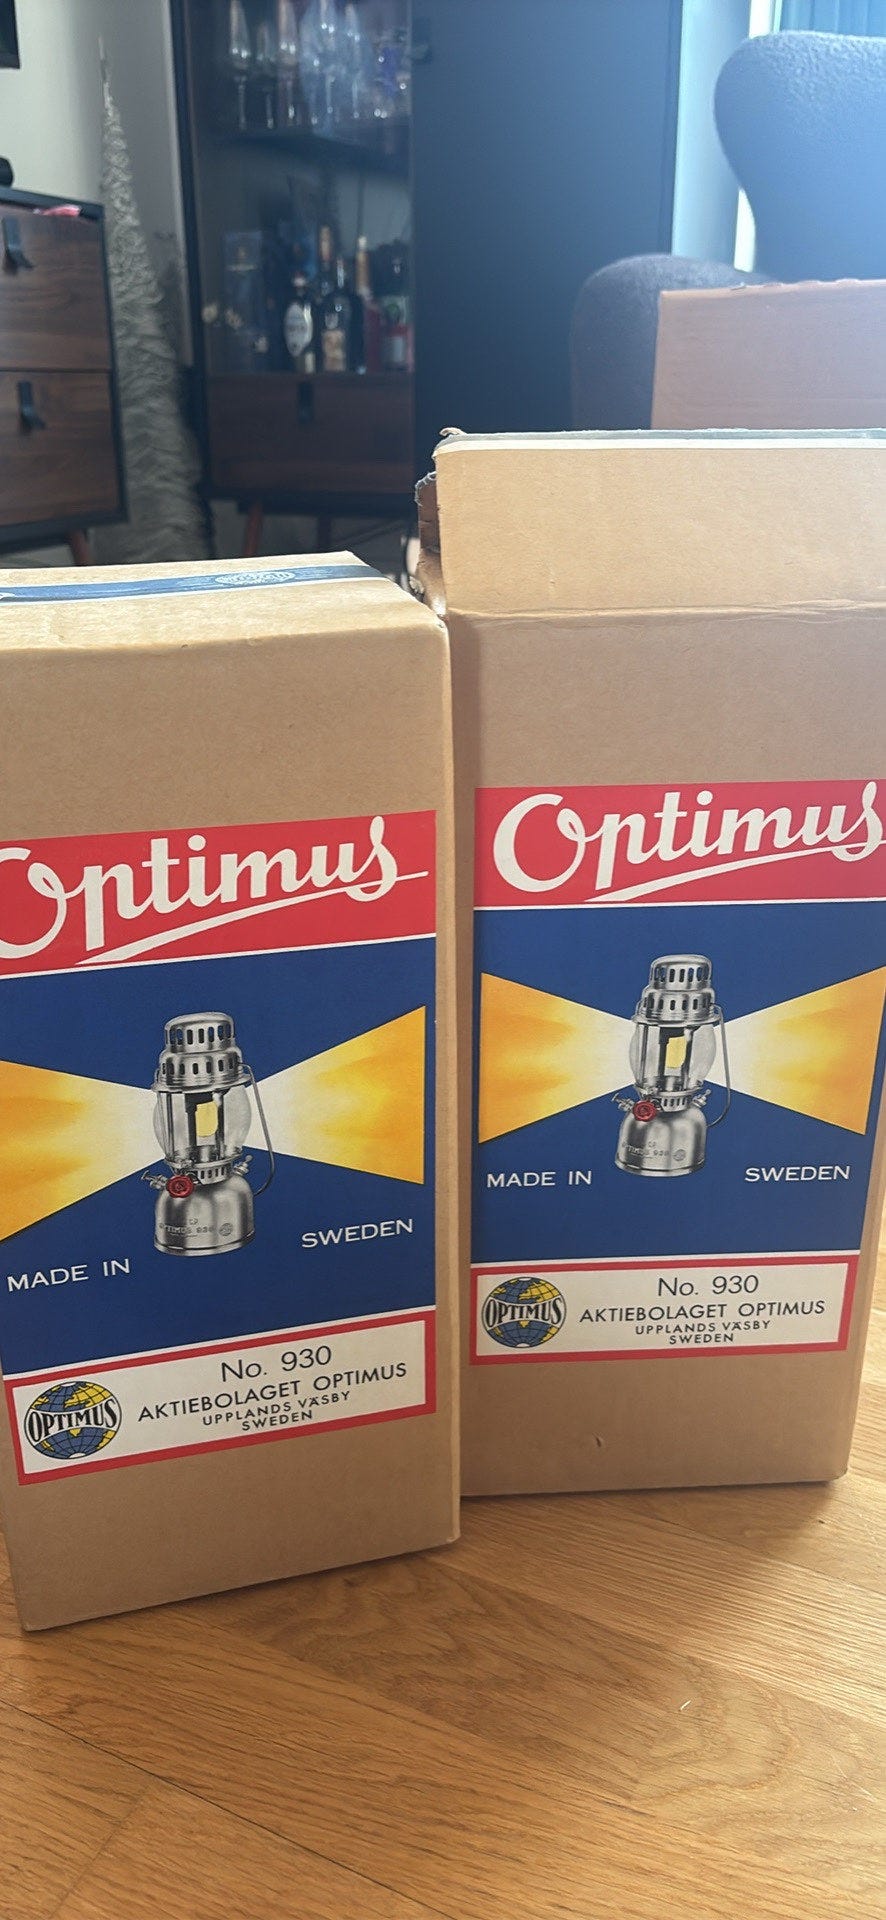 Optimus
MADE IN SWEDEN
OPTIMUS
No. 930
AKTIEBOLAGET OPTIMUS
UPPLANDS VÄSBY
SWEDEN
Optimus
MADE IN SWEDEN
OPTIMUS
No. 930
AKTIEBOLAGET OPTIMUS
UPPLANDS VÄSBY
SWEDEN